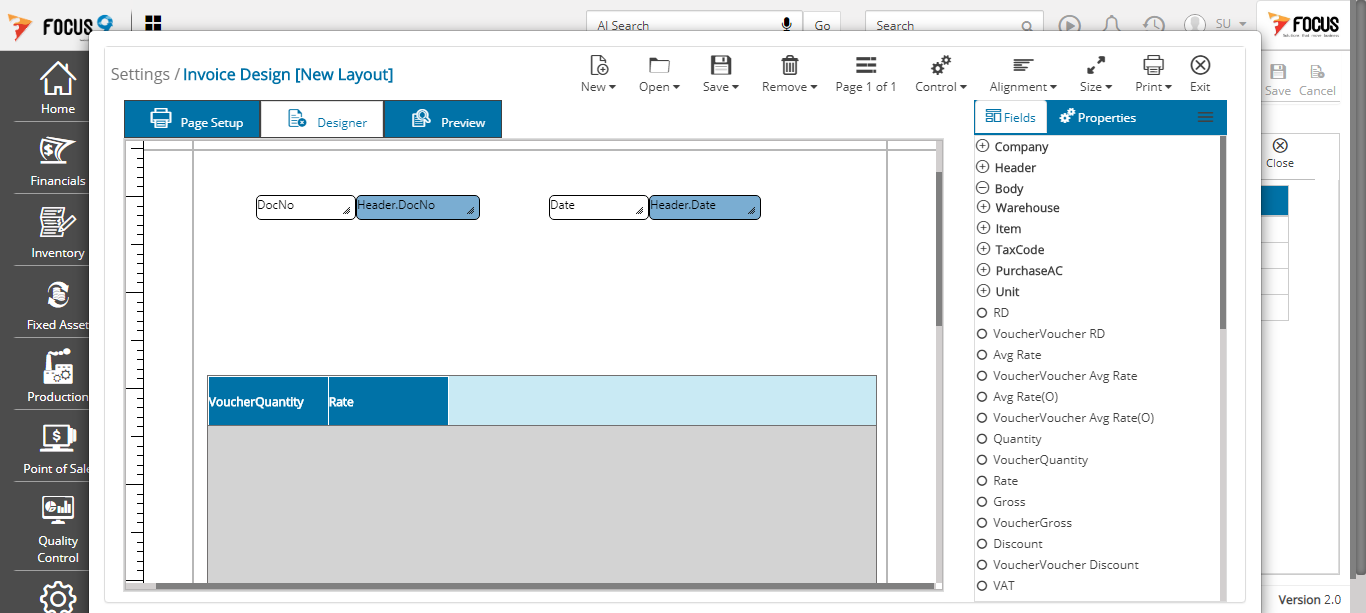 FOCUS
AI Search
Go
Search
SU
FOCUS
Settings / Invoice Design [New Layout]
New
Open
Save
Remove
Page 1 of 1
Control
Alignment
Size
Print
Exit
Save
Cancel
Page Setup
Designer
Preview
Fields
Properties
Close
Home
Financials
Inventory
Fixed Asset
Production
Point of Sale
Quality
Control
DocNo
Header.DocNo
Date
Header.Date
VoucherQuantity
Rate
Company
Header
Body
Warehouse
Item
TaxCode
PurchaseAC
Unit
RD
VoucherVoucher RD
Avg Rate
VoucherVoucher Avg Rate
Avg Rate(O)
VoucherVoucher Avg Rate(O)
Quantity
VoucherQuantity
Rate
Gross
VoucherGross
Discount
VoucherVoucher Discount
VAT
Version 2.0